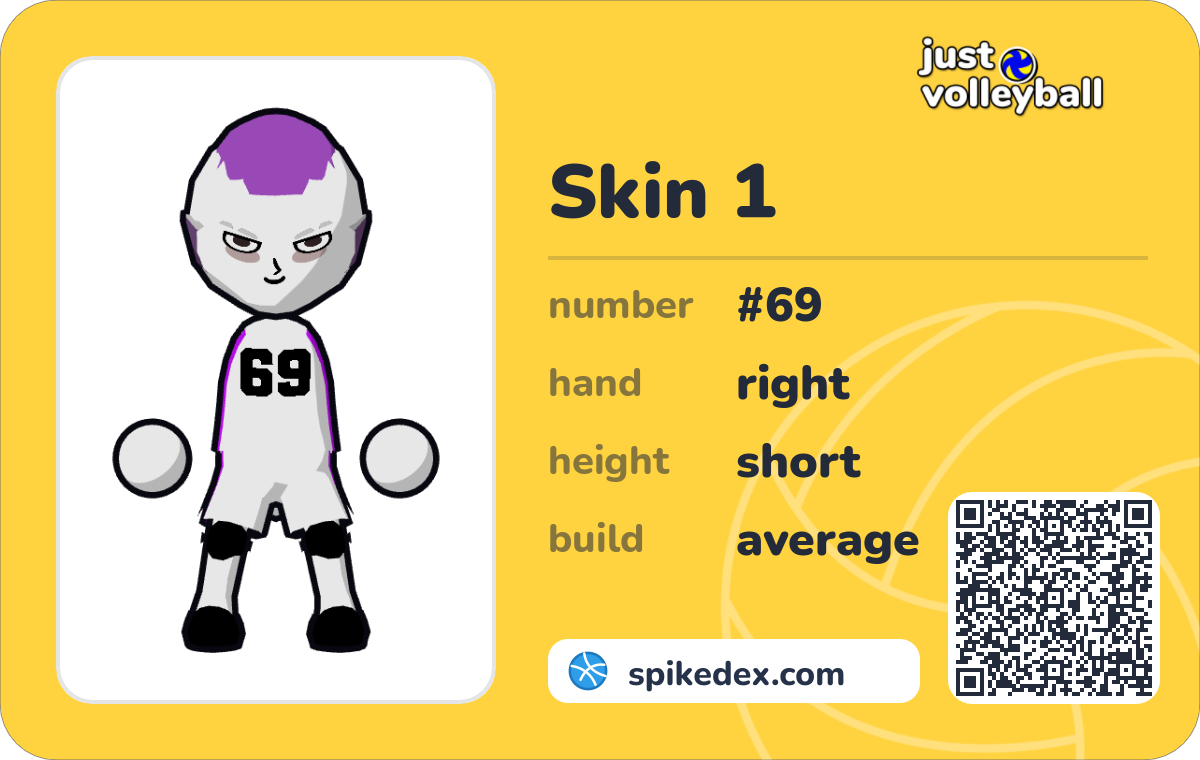 just
volleyball
Skin 1
number #69
hand right
height short
build average
69
spikedex.com